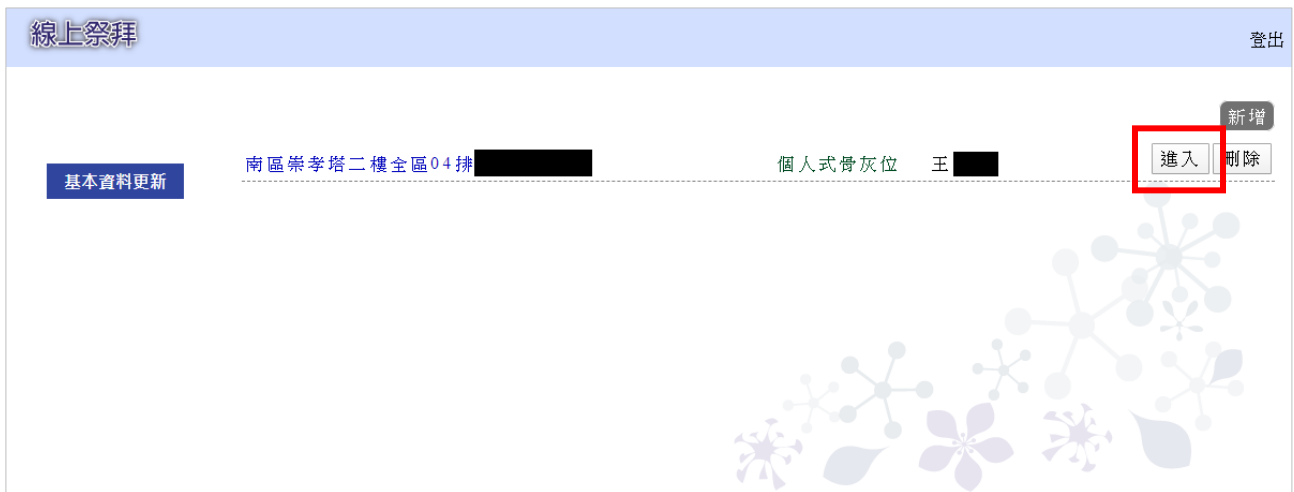 線上祭拜
登出
新增
南區崇孝塔二樓全區04排 個人式骨灰位 王 進入 刪除
基本資料更新